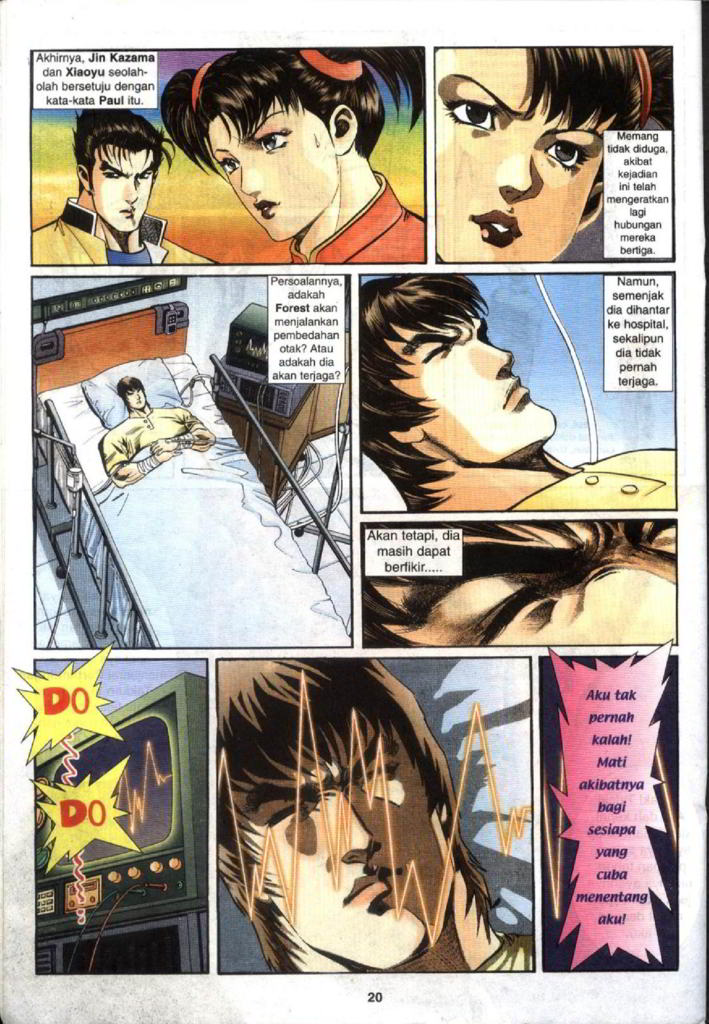 Akhirnya, Jin Kazama
dan Xiaoyu seolah-
olah bersetuju dengan
kata-kata Paul itu.
Memang
tidak diduga,
akibat
kejadian
ini telah
mengeratkan
lagi
hubungan
mereka
bertiga.
Persoalannya,
adakah
Forest akan
menjalankan
pembedahan
otak? Atau
adakah dia
akan terjaga?
Namun,
semenjak
dia dihantar
ke hospital,
sekalipun
dia tidak
pernah
terjaga.
Akan tetapi, dia
masih dapat
berfikir.....
DO
DO
Aku tak
pernah
kalah!
Mati
akibatnya
bagi
sesiapa
yang
cuba
menentang
aku!
20